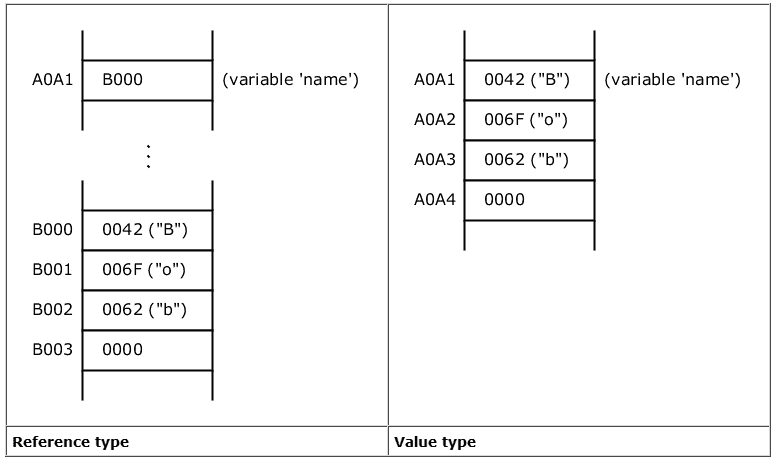 A0A1 B000 (variable 'name')
B000 0042 ("B")
B001 006F ("o")
B002 0062 ("b")
B003 0000
Reference type
A0A1 0042 ("B") (variable 'name')
A0A2 006F ("o")
A0A3 0062 ("b")
A0A4 0000
Value type